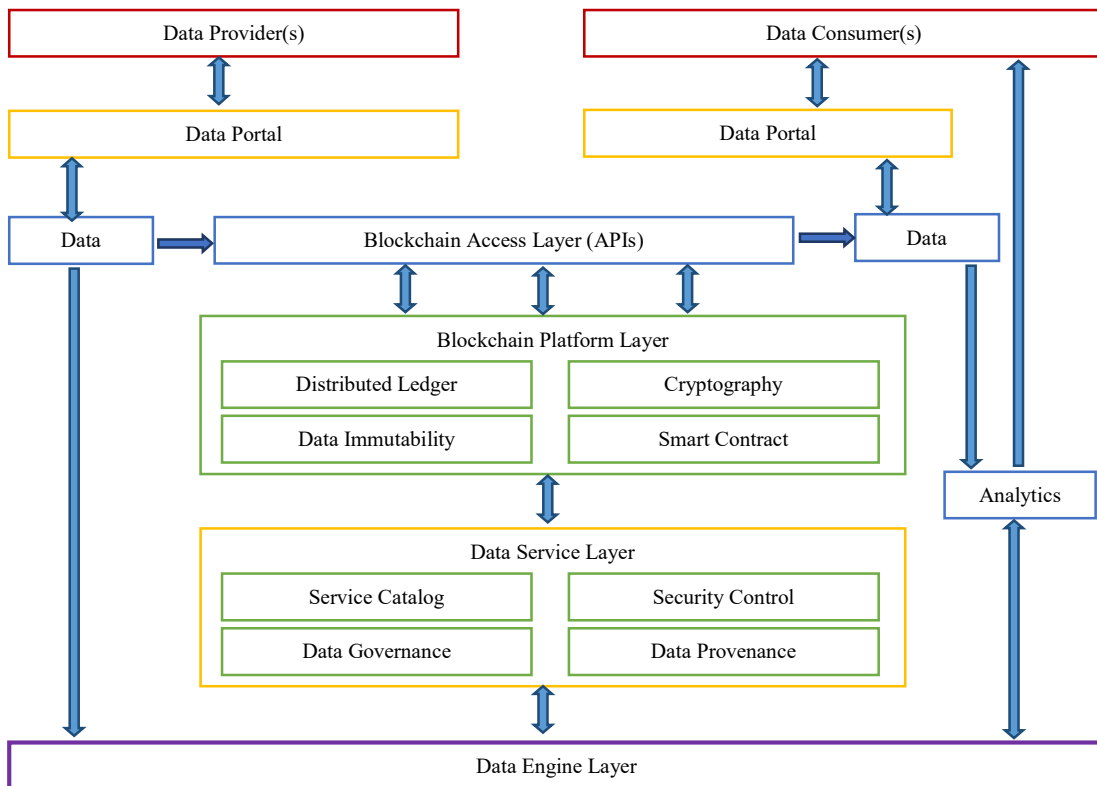 Data Provider(s)
Data Consumer(s)
Data Portal
Data Portal
Data
Blockchain Access Layer (APIs)
Data
Blockchain Platform Layer
Distributed Ledger
Cryptography
Data Immutability
Smart Contract
Analytics
Data Service Layer
Service Catalog
Security Control
Data Governance
Data Provenance
Data Engine Layer